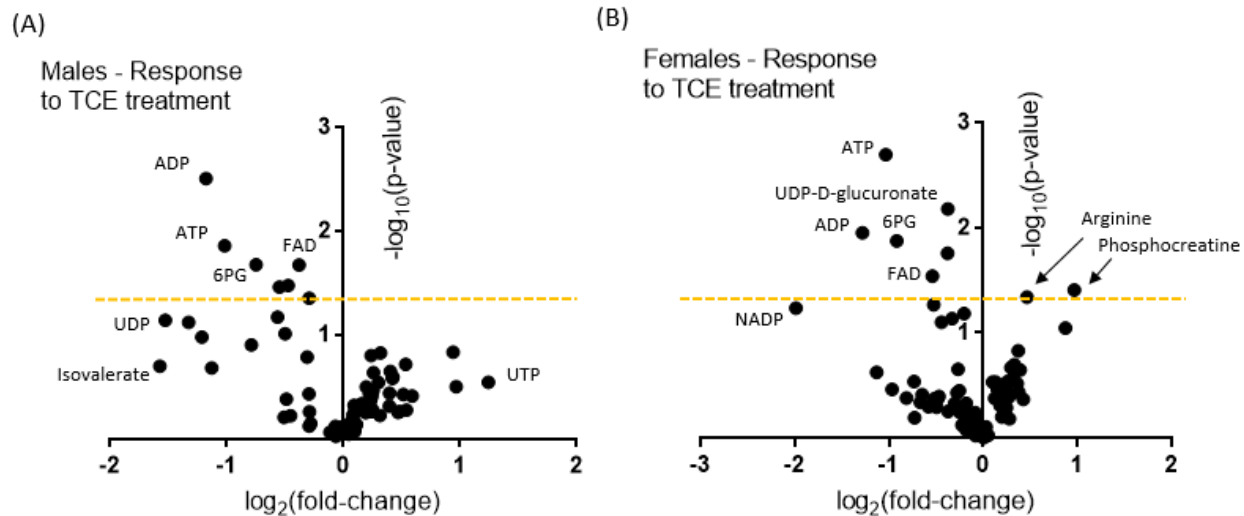 (A)
Males - Response
to TCE treatment
-log10(p-value)
3
2
1
ADP
ATP
FAD
6PG
UDP
Isovalerate
UTP
-2
-1
0
1
2
log2(fold-change)
(B)
Females - Response
to TCE treatment
-log10(p-value)
3
2
1
ATP
UDP-D-glucuronate
ADP
6PG
FAD
NADP
Arginine
Phosphocreatine
-3
-2
-1
0
1
2
log2(fold-change)